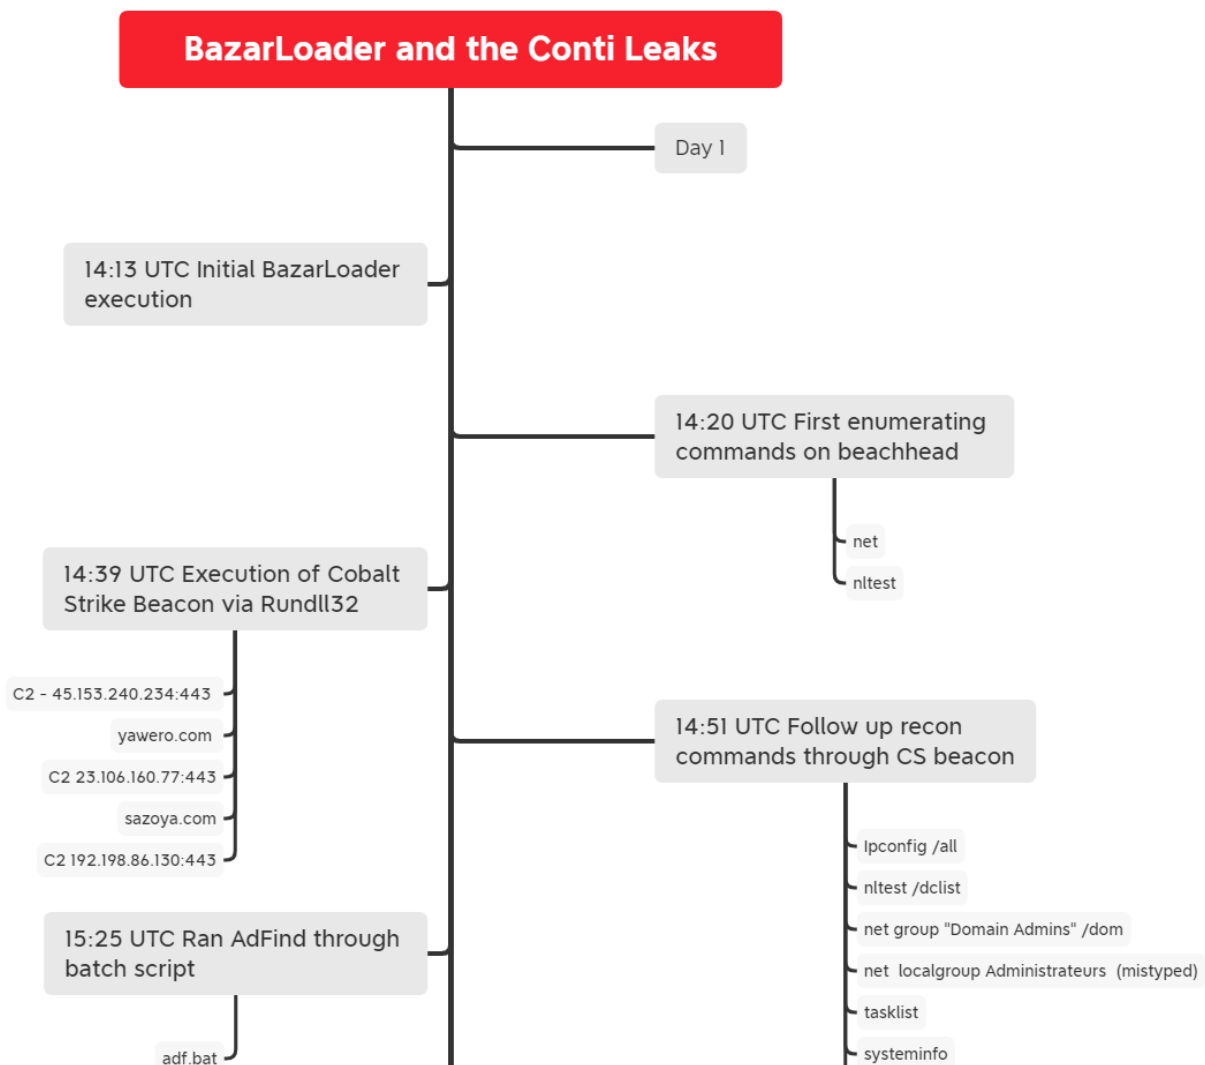 BazarLoader and the Conti Leaks
Day 1
14:13 UTC Initial BazarLoader
execution
14:20 UTC First enumerating
commands on beachhead
net
nltest
14:39 UTC Execution of Cobalt
Strike Beacon via Rundll32
C2 - 45.153.240.234:443
yawero.com
C2 23.106.160.77:443
sazoya.com
C2 192.198.86.130:443
14:51 UTC Follow up recon
commands through CS beacon
Ipconfig /all
nltest /dclist
net group "Domain Admins" /dom
net localgroup Administrateurs (mistyped)
tasklist
systeminfo
15:25 UTC Ran AdFind through
batch script
adf.bat